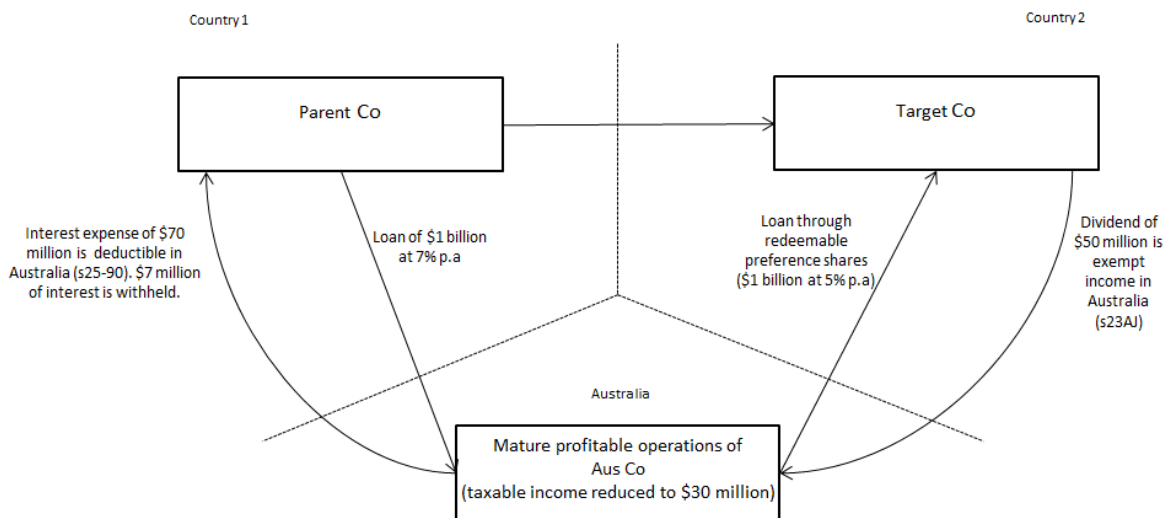 Country 1
Country 2
Parent Co
Target Co
Interest expense of $70
million is deductible in
Australia (s25-90). $7 million
of interest is withheld.
Loan of $1 billion
at 7% p.a
Loan through
redeemable
preference shares
($1 billion at 5% p.a)
Dividend of
$50 million is
exempt
income in
Australia
(s23AJ)
Australia
Mature profitable operations of
Aus Co
(taxable income reduced to $30 million)